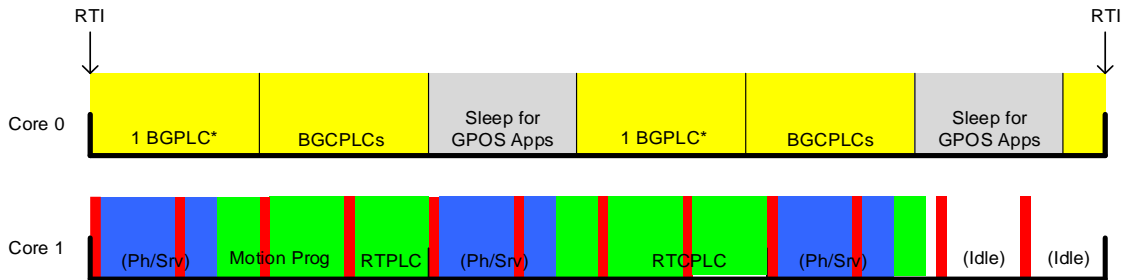 RTI
RTI
Core 0
1 BGPLC*
BGCPLCs
Sleep for
GPOS Apps
1 BGPLC*
BGCPLCs
Sleep for
GPOS Apps
Core 1
(Ph/Srv)
Motion Prog
RTPLC
(Ph/Srv)
RTCPLC
(Ph/Srv)
(Idle)
(Idle)